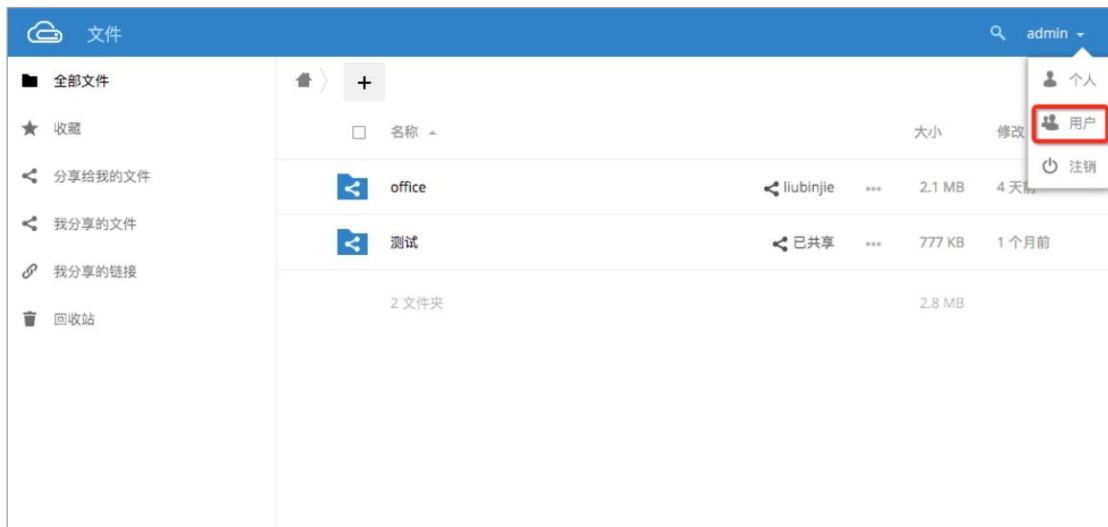 文件
admin
全部文件
收藏
分享给我的文件
我分享的文件
我分享的链接
回收站
+
名称
大小
修改
个人
用户
注销
office
liubinjie
...
2.1 MB
4 天前
测试
已共享
...
777 KB
1 个月前
2 文件夹
2.8 MB